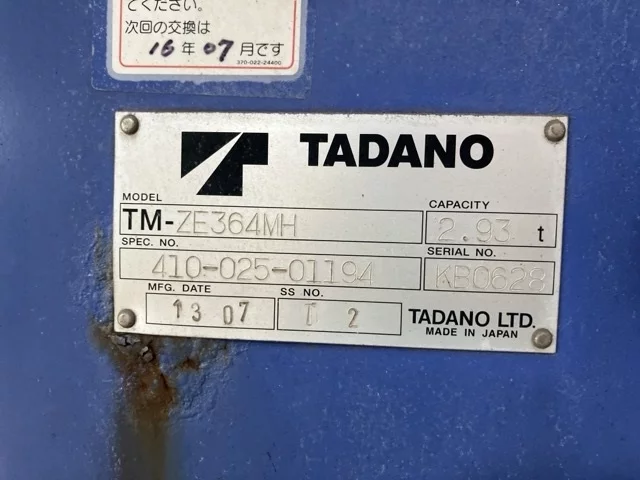 てください。
次回の交換は
16年07月です
370-022-24400
TADANO
MODEL
TM-ZE364MH
CAPACITY
2.93 t
SPEC. NO.
410-025-01194
SERIAL NO.
KB0628
MFG. DATE
13 07
SS NO.
T 2
TADANO LTD.
MADE IN JAPAN